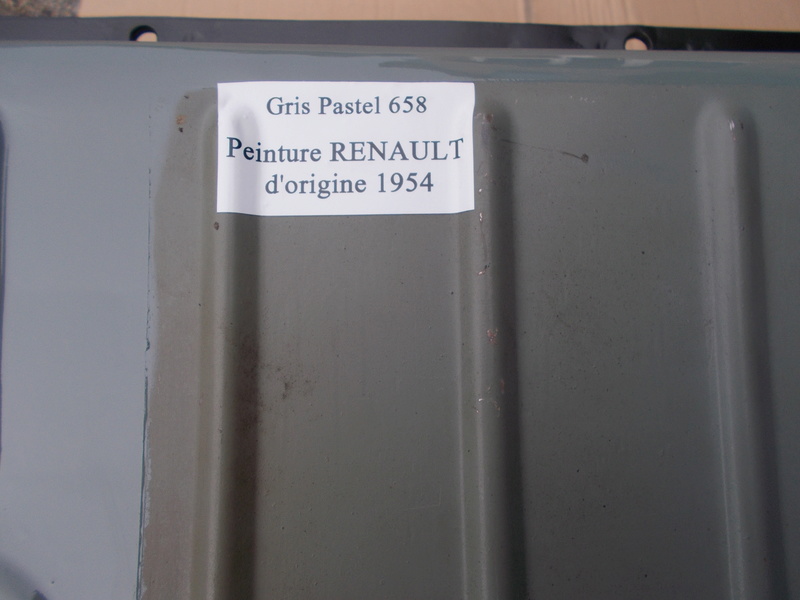 Gris Pastel 658
Peinture RENAULT
d'origine 1954